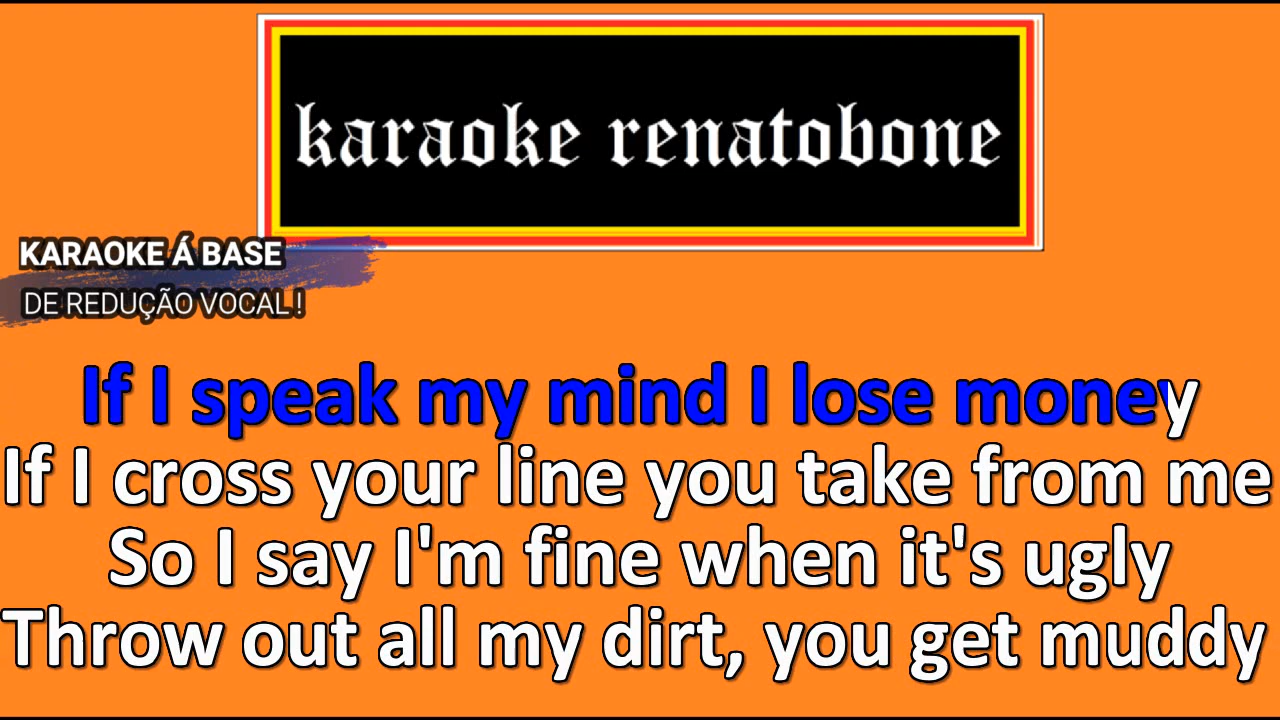 karaoke renatobone
KARAOKE Á BASE
DE REDUÇÃO VOCAL !
If I speak my mind I lose money
If I cross your line you take from me
So I say I'm fine when it's ugly
Throw out all my dirt, you get muddy